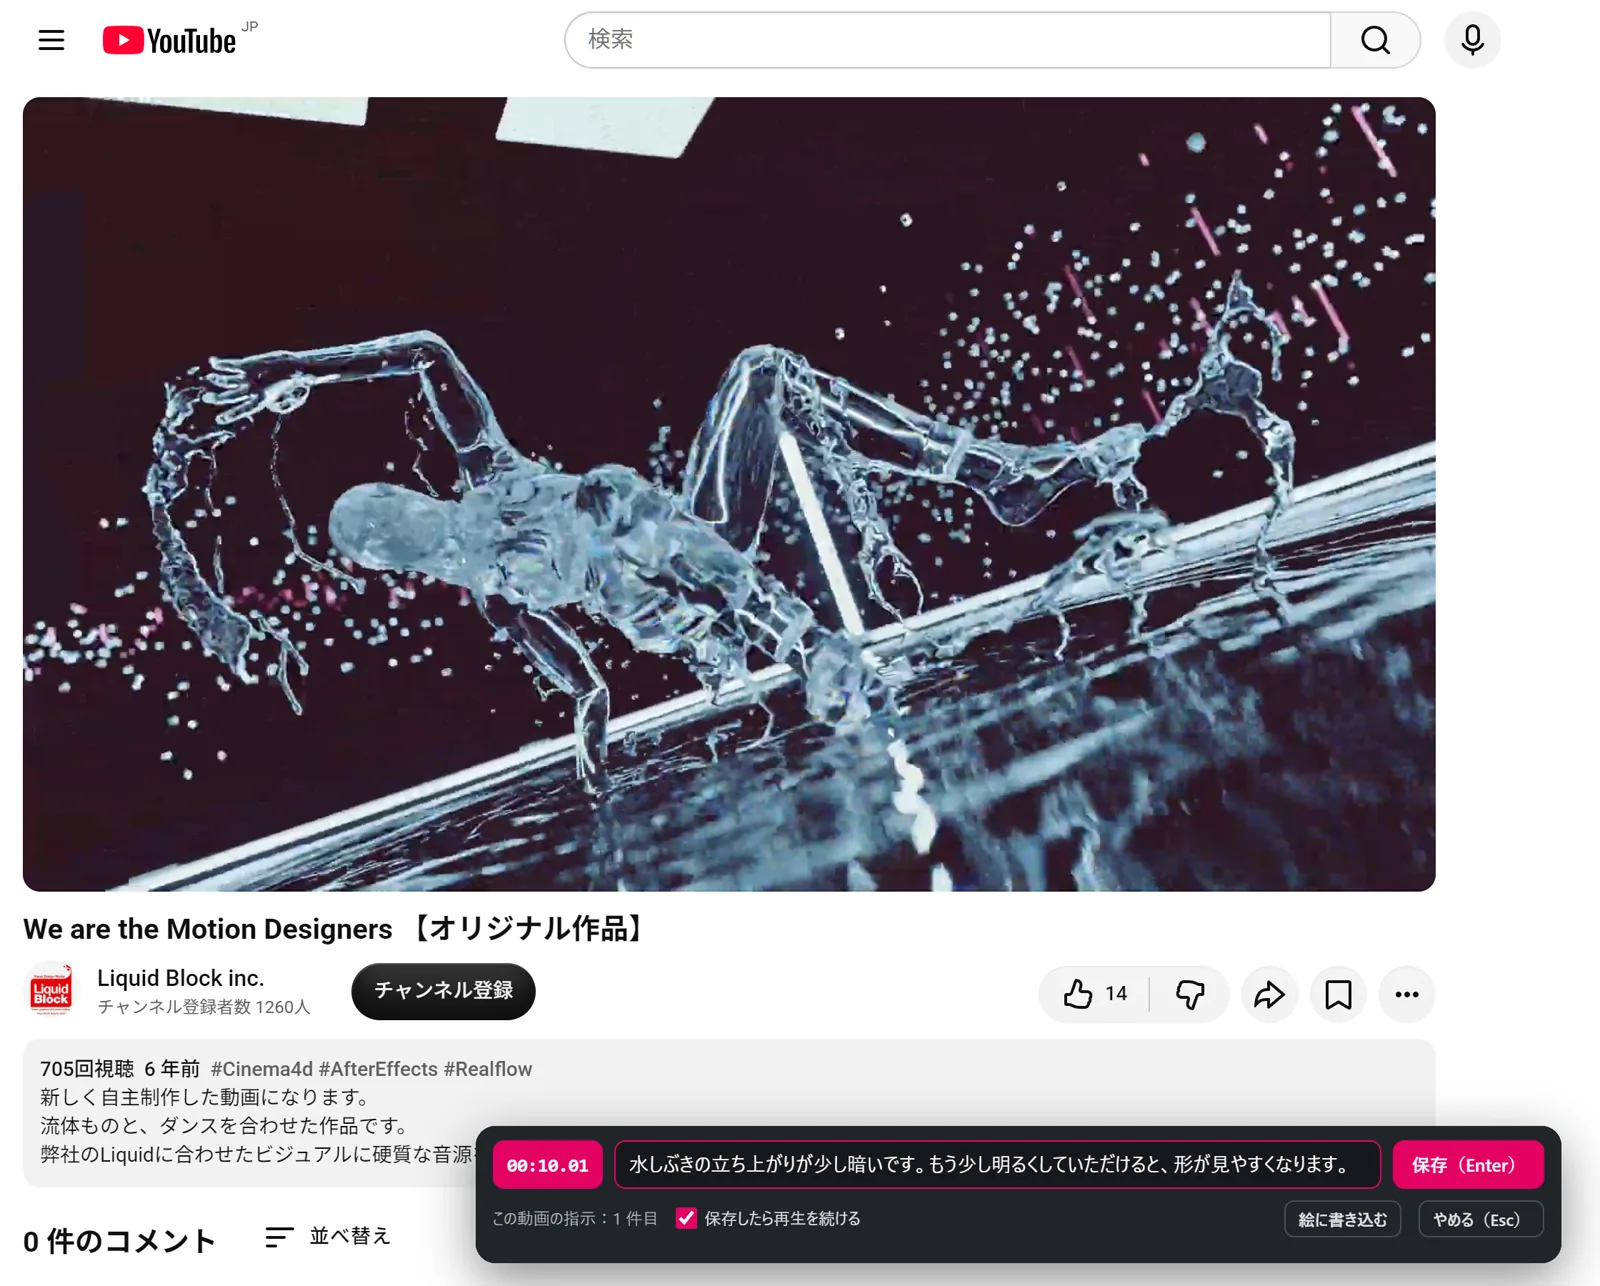 YouTube JP
検索
We are the Motion Designers 【オリジナル作品】
Liquid Block
Liquid Block inc.
チャンネル登録者数 1260人
チャンネル登録
14
705回視聴 6 年前 #Cinema4d #AfterEffects #Realflow
新しく自主制作した動画になります。
流体ものと、ダンスを合わせた作品です。
弊社のLiquidに合わせたビジュアルに硬質な音源
00:10.01
水しぶきの立ち上がりが少し暗いです。もう少し明るくしていただけると、形が見やすくなります。
保存（Enter）
この動画の指示：1 件目
保存したら再生を続ける
絵に書き込む
やめる（Esc）
0 件のコメント
並べ替え